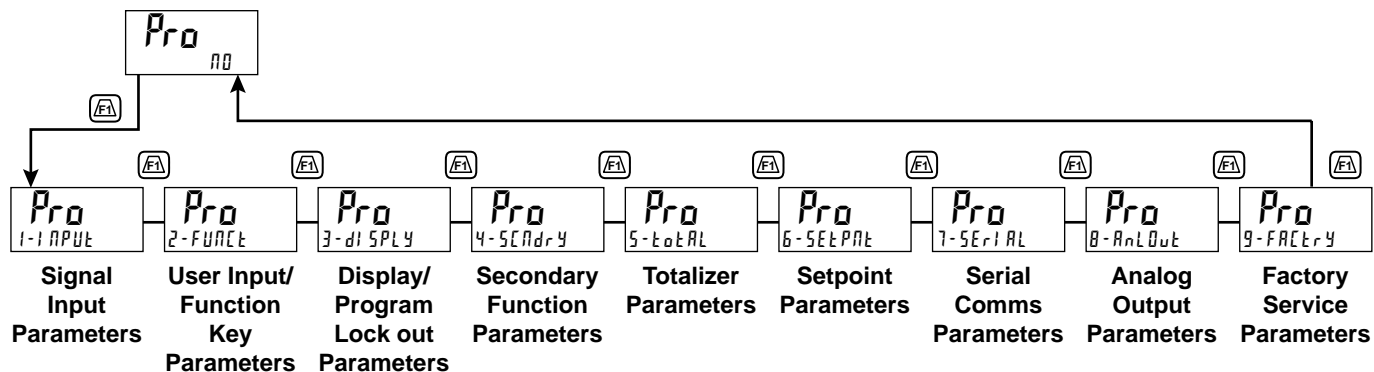 Pro
NO
F1
F1 F1 F1 F1 F1 F1 F1 F1 F1
Pro Pro Pro Pro Pro Pro Pro Pro Pro
1-INPUt 2-FUNCt 3-diSPLY 4-SCNdrY 5-totAL 6-SEtPNt 7-SErIAL 8-AnLOut 9-FACtrY
Signal User Input/ Display/ Secondary Totalizer Setpoint Serial Analog Factory
Input Function Program Function Parameters Parameters Comms Output Service
Parameters Key Lock out Parameters Parameters Parameters Parameters
Parameters Parameters